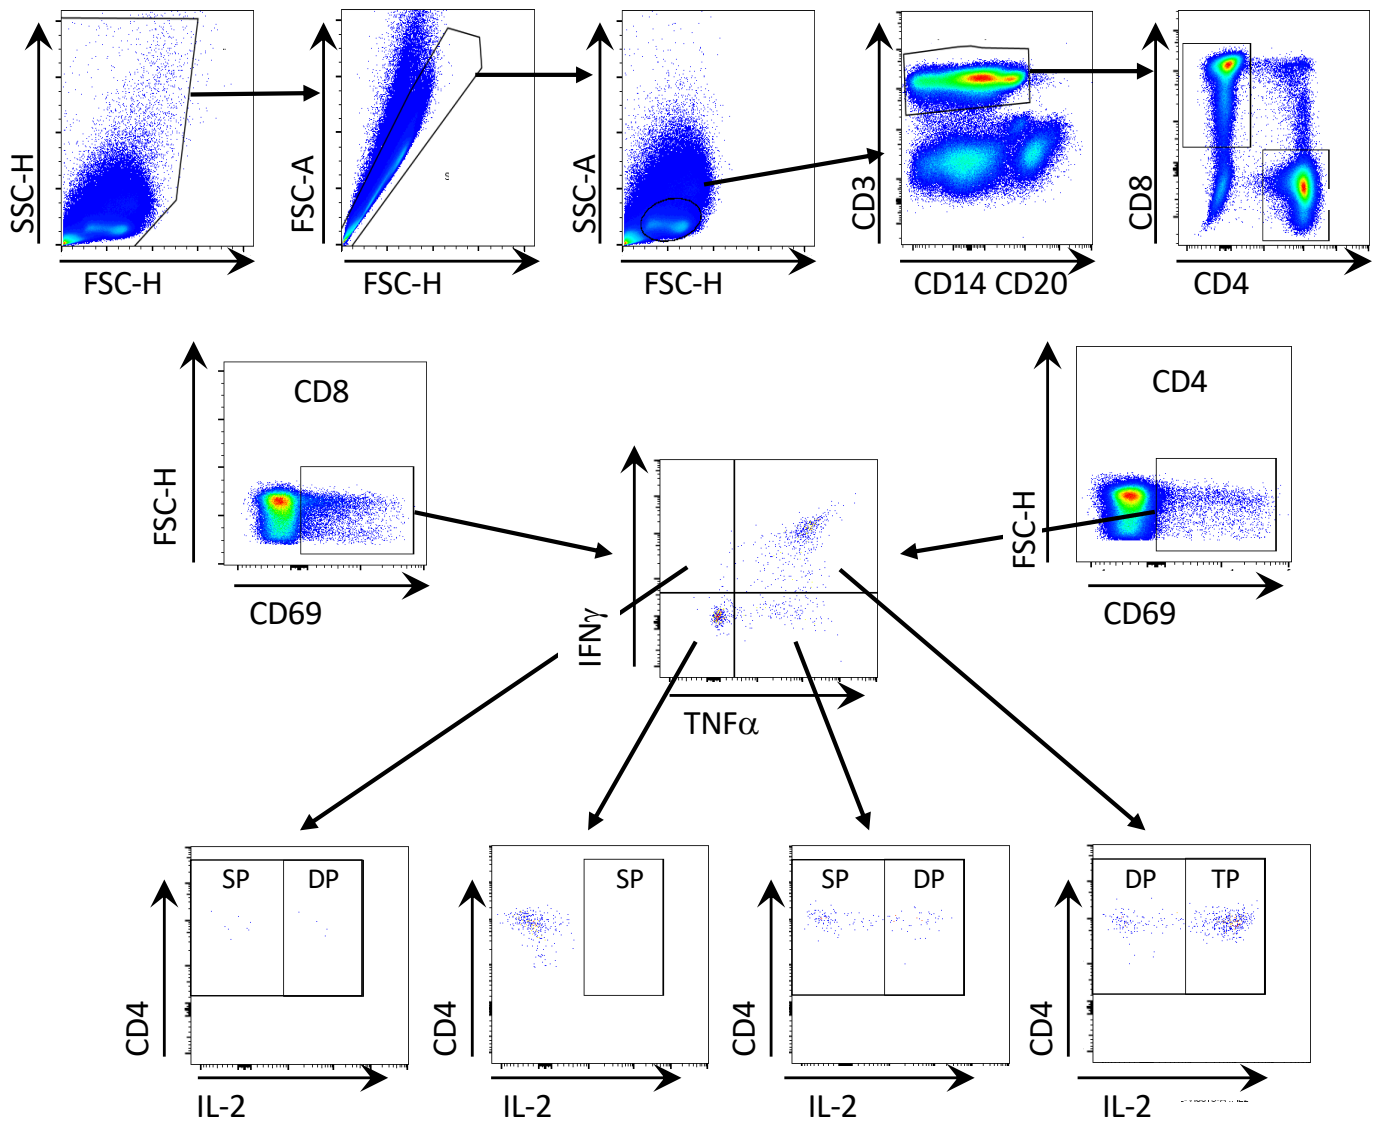 SSC-H
FSC-H
FSC-A
FSC-H
SSC-A
FSC-H
CD3
CD14 CD20
CD8
CD4
CD8
FSC-H
CD69
CD4
FSC-H
CD69
IFNγ
TNFα
SP DP
CD4
IL-2
SP
CD4
IL-2
SP DP
CD4
IL-2
DP TP
CD4
IL-2